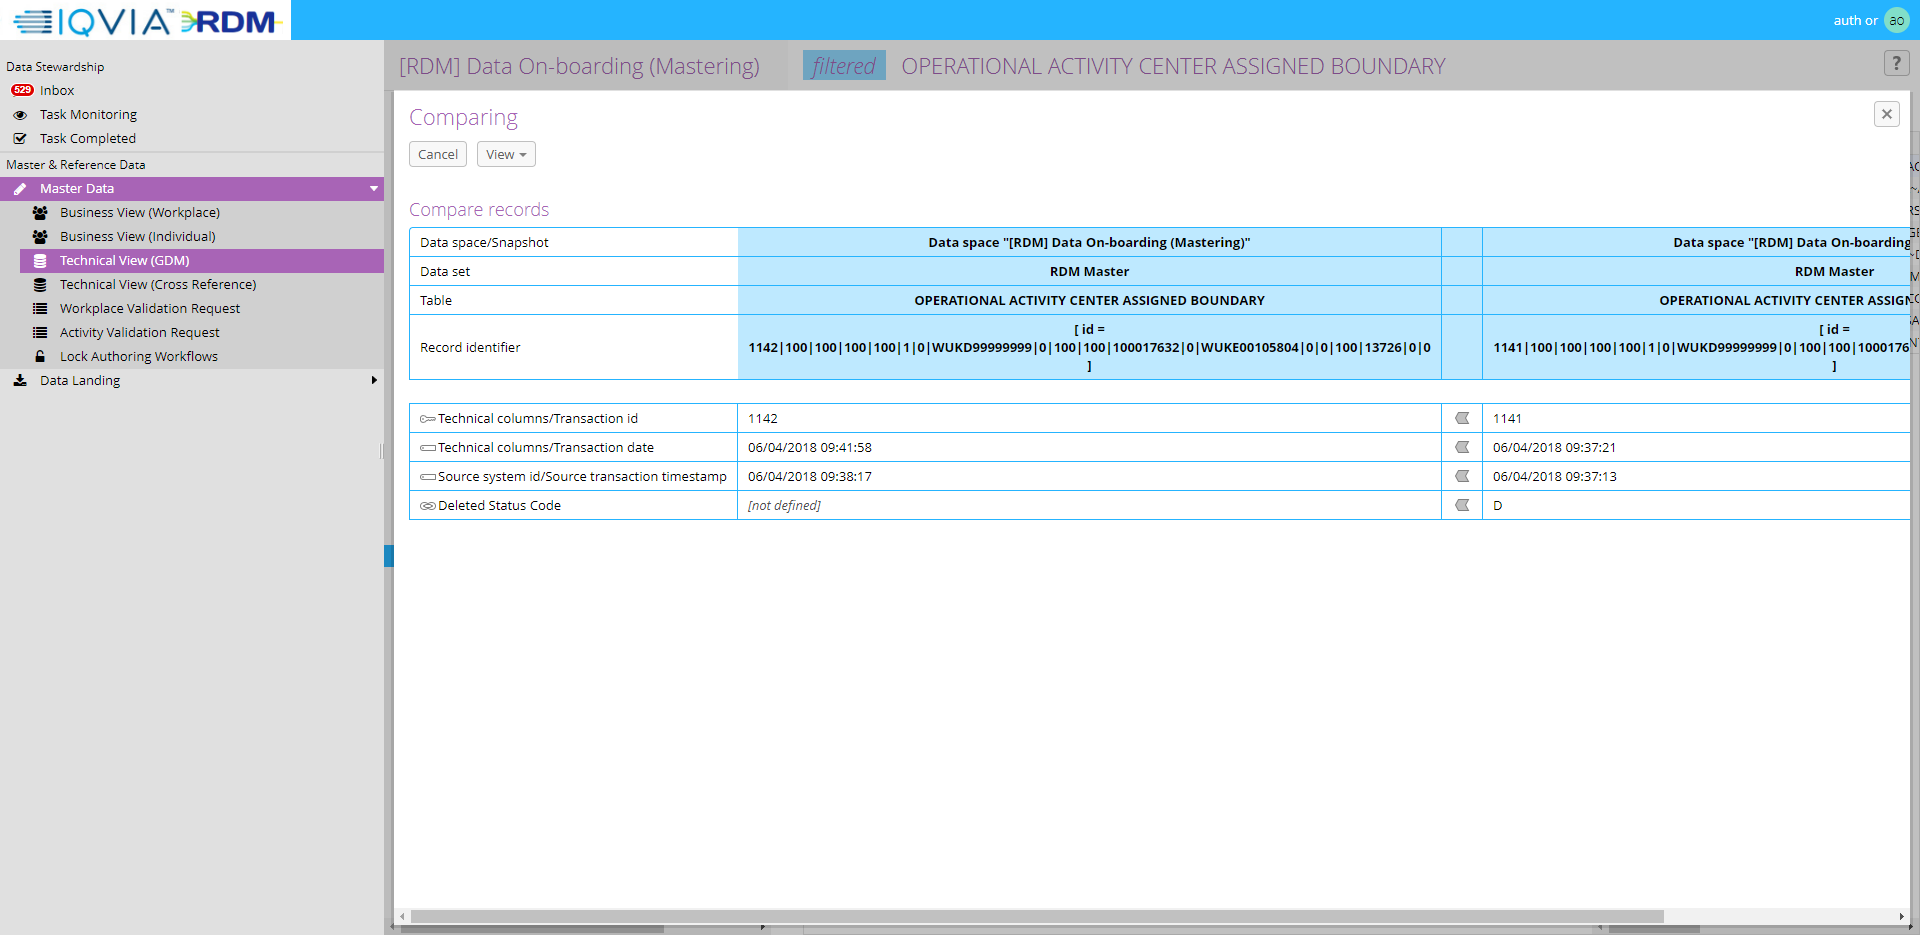 IQVIA™ RDM
auth or ao
Data Stewardship
529 Inbox
Task Monitoring
Task Completed
Master & Reference Data
Master Data
Business View (Workplace)
Business View (Individual)
Technical View (GDM)
Technical View (Cross Reference)
Workplace Validation Request
Activity Validation Request
Lock Authoring Workflows
Data Landing
[RDM] Data On-boarding (Mastering) filtered OPERATIONAL ACTIVITY CENTER ASSIGNED BOUNDARY ?
Comparing
Cancel View
Compare records
Data space/Snapshot Data space "[RDM] Data On-boarding (Mastering)" Data space "[RDM] Data On-boarding
Data set RDM Master RDM Master
Table OPERATIONAL ACTIVITY CENTER ASSIGNED BOUNDARY OPERATIONAL ACTIVITY CENTER ASSIGN
[ id = [ id =
Record identifier 1142|100|100|100|100|1|0|WUKD99999999|0|100|100|100017632|0|WUKE00105804|0|0|100|13726|0|0 1141|100|100|100|100|1|0|WUKD99999999|0|100|100|1000176
] ]
Technical columns/Transaction id 1142 1141
Technical columns/Transaction date 06/04/2018 09:41:58 06/04/2018 09:37:21
Source system id/Source transaction timestamp 06/04/2018 09:38:17 06/04/2018 09:37:13
Deleted Status Code [not defined] D